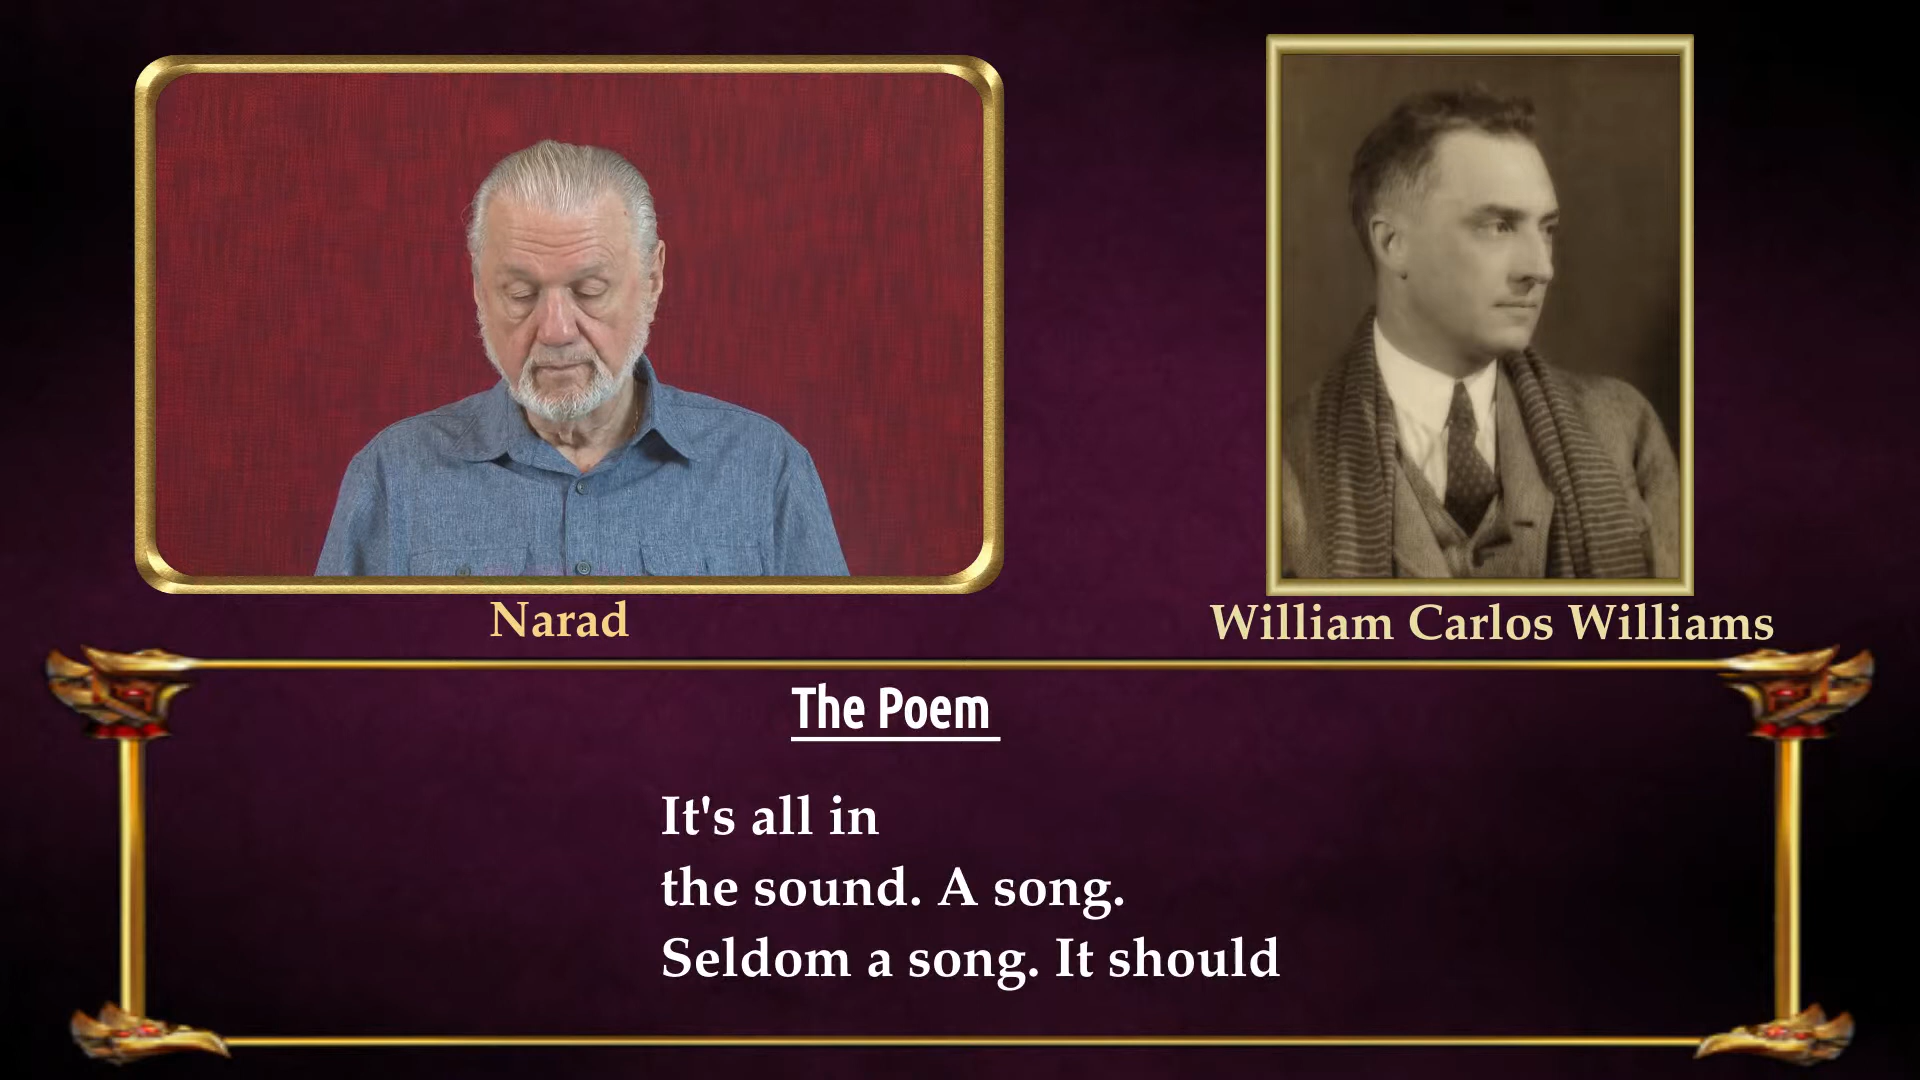 Narad
William Carlos Williams
The Poem
It's all in
the sound. A song.
Seldom a song. It should